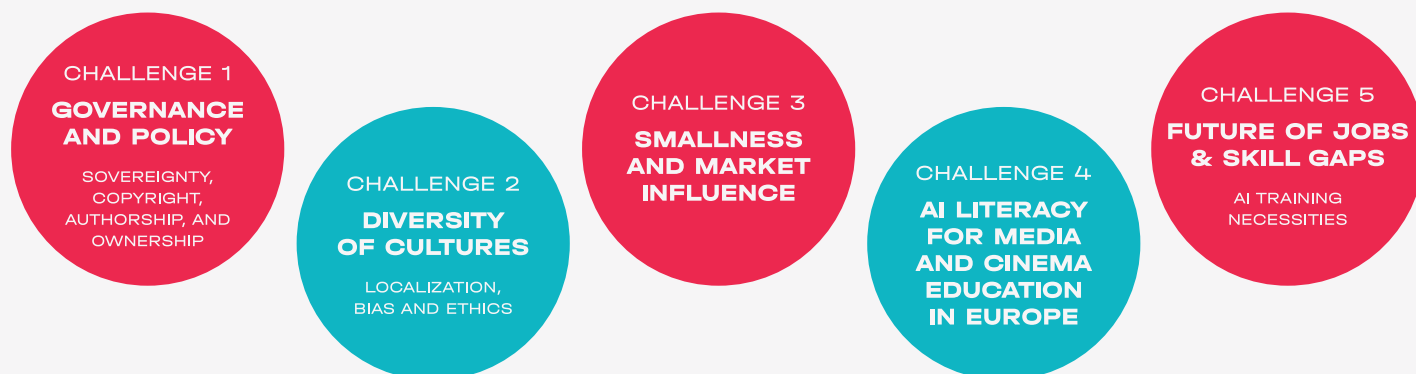 CHALLENGE 1
GOVERNANCE
AND POLICY
SOVEREIGNTY,
COPYRIGHT,
AUTHORSHIP, AND
OWNERSHIP
CHALLENGE 2
DIVERSITY
OF CULTURES
LOCALIZATION,
BIAS AND ETHICS
CHALLENGE 3
SMALLNESS
AND MARKET
INFLUENCE
CHALLENGE 4
AI LITERACY
FOR MEDIA
AND CINEMA
EDUCATION
IN EUROPE
CHALLENGE 5
FUTURE OF JOBS
& SKILL GAPS
AI TRAINING
NECESSITIES